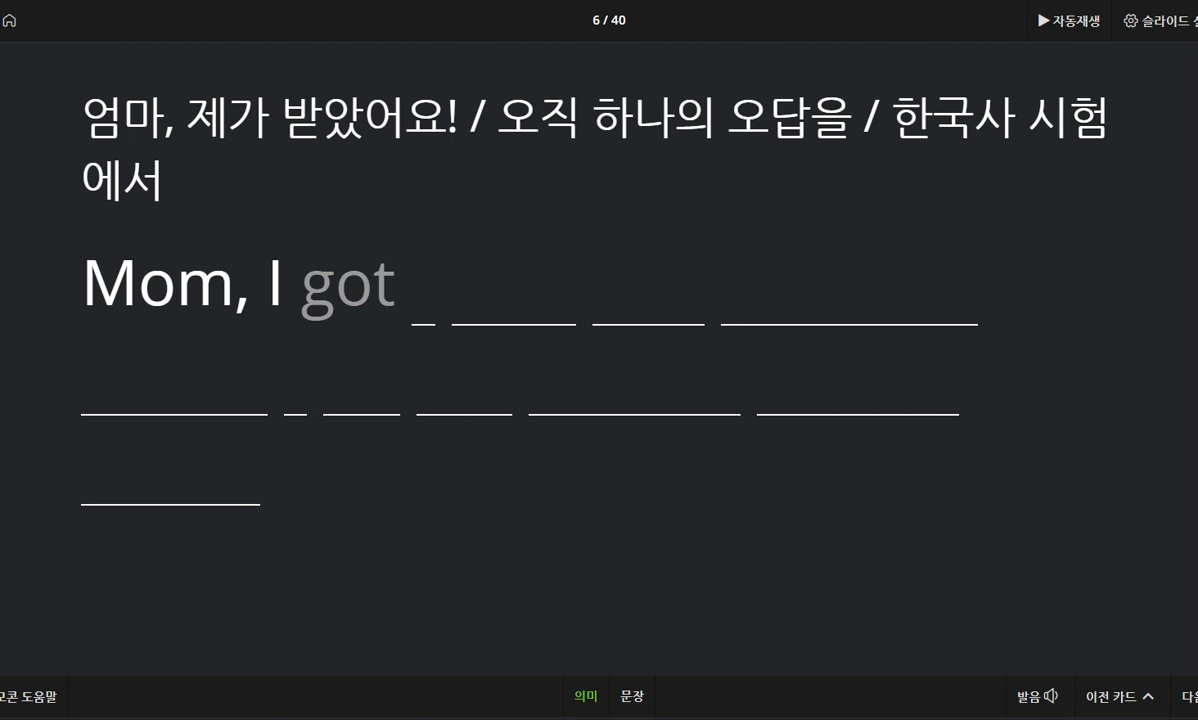 6 / 40
▶ 자동재생
슬라이드
엄마, 제가 받았어요! / 오직 하나의 오답을 / 한국사 시험
에서
Mom, I got
도움말
의미
문장
발음
이전 카드